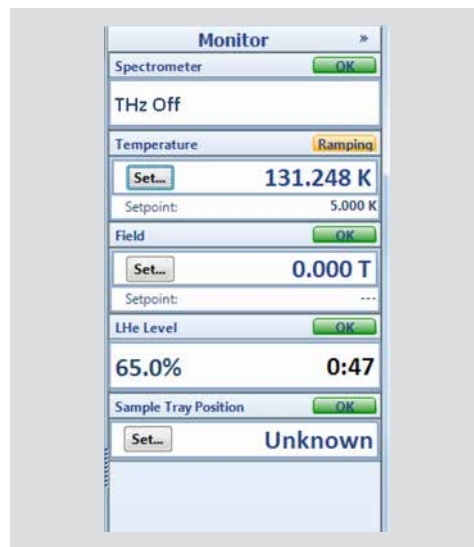 Monitor »
Spectrometer OK
THz Off
Temperature Ramping
Set... 131.248 K
Setpoint: 5.000 K
Field OK
Set... 0.000 T
Setpoint: ---
LHe Level OK
65.0% 0:47
Sample Tray Position OK
Set... Unknown